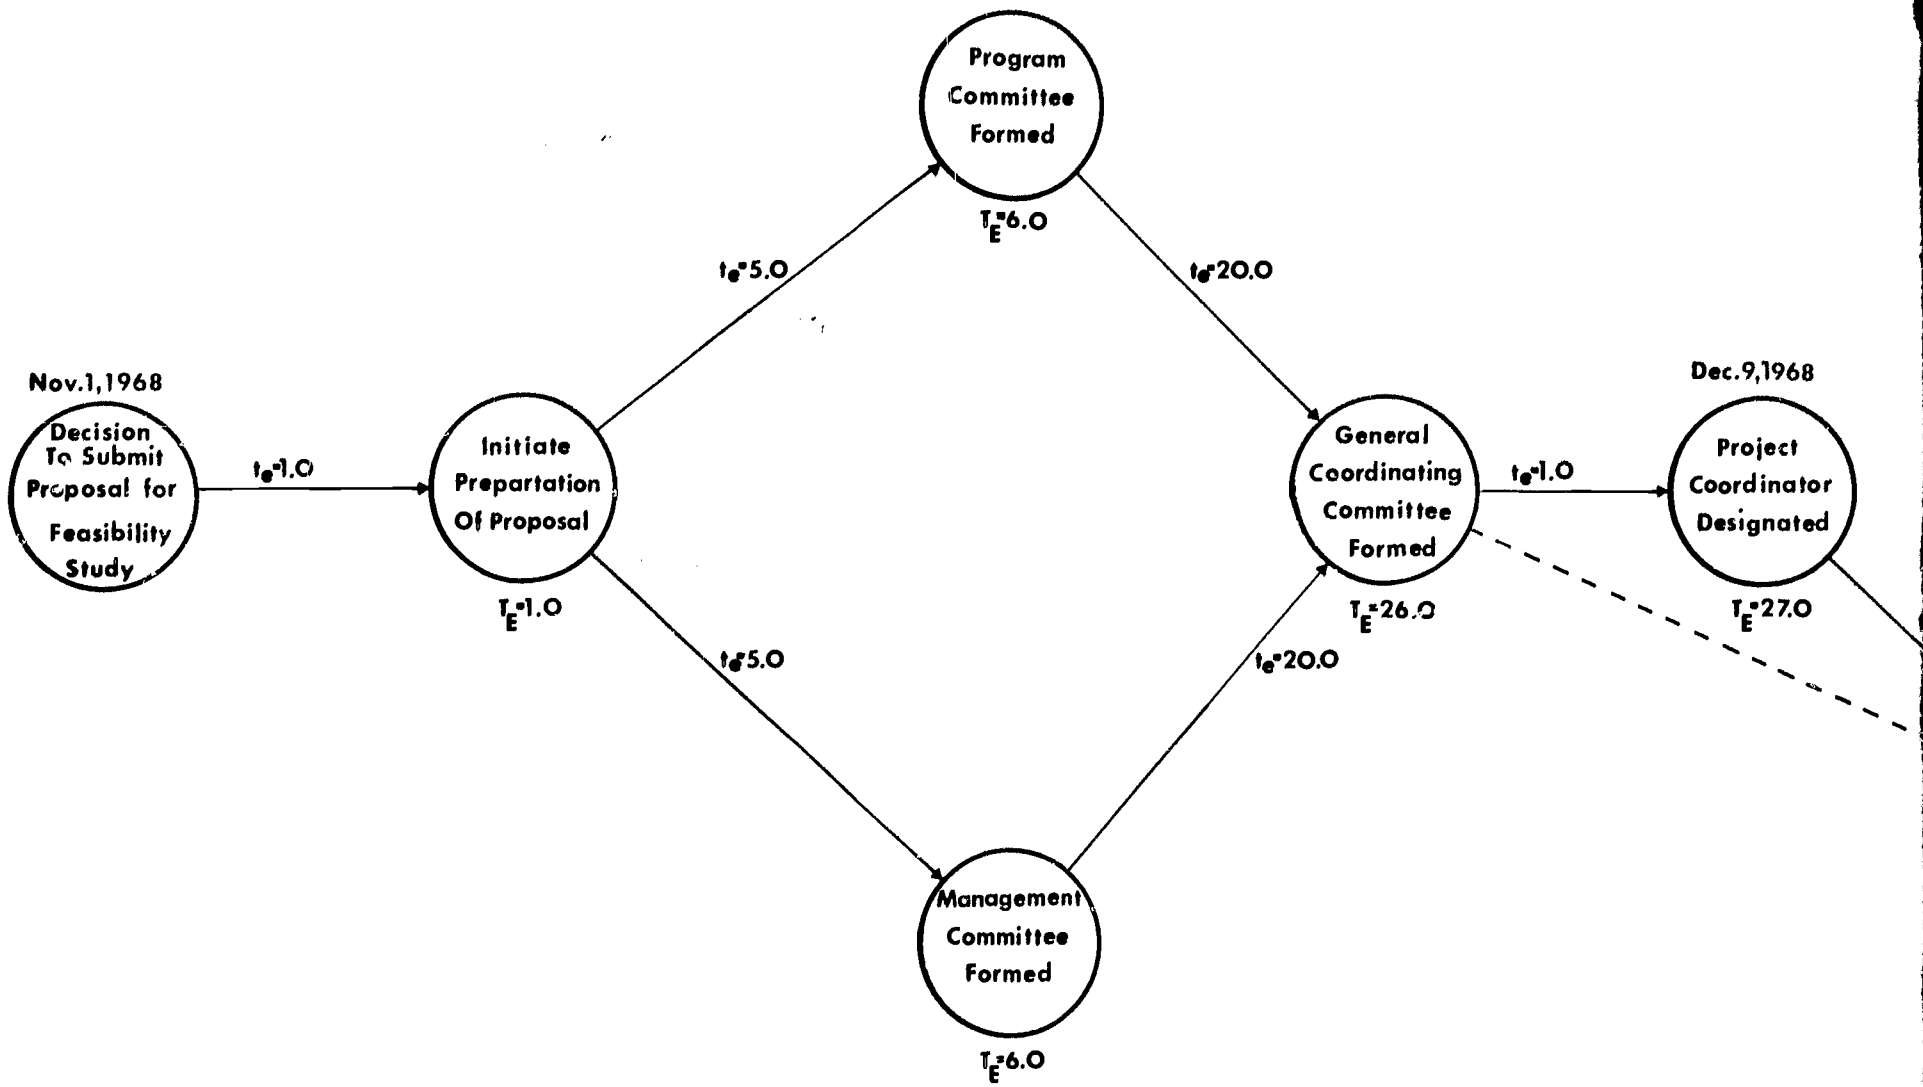 Nov.1,1968
Decision
To Submit
Proposal for
Feasibility
Study
te=1.0
Initiate
Prepartation
Of Proposal
TE=1.0
te=5.0
te=5.0
Program
Committee
Formed
TE=6.0
Management
Committee
Formed
TE=6.0
te=20.0
te=20.0
General
Coordinating
Committee
Formed
TE=26.0
te=1.0
Dec.9,1968
Project
Coordinator
Designated
TE=27.0